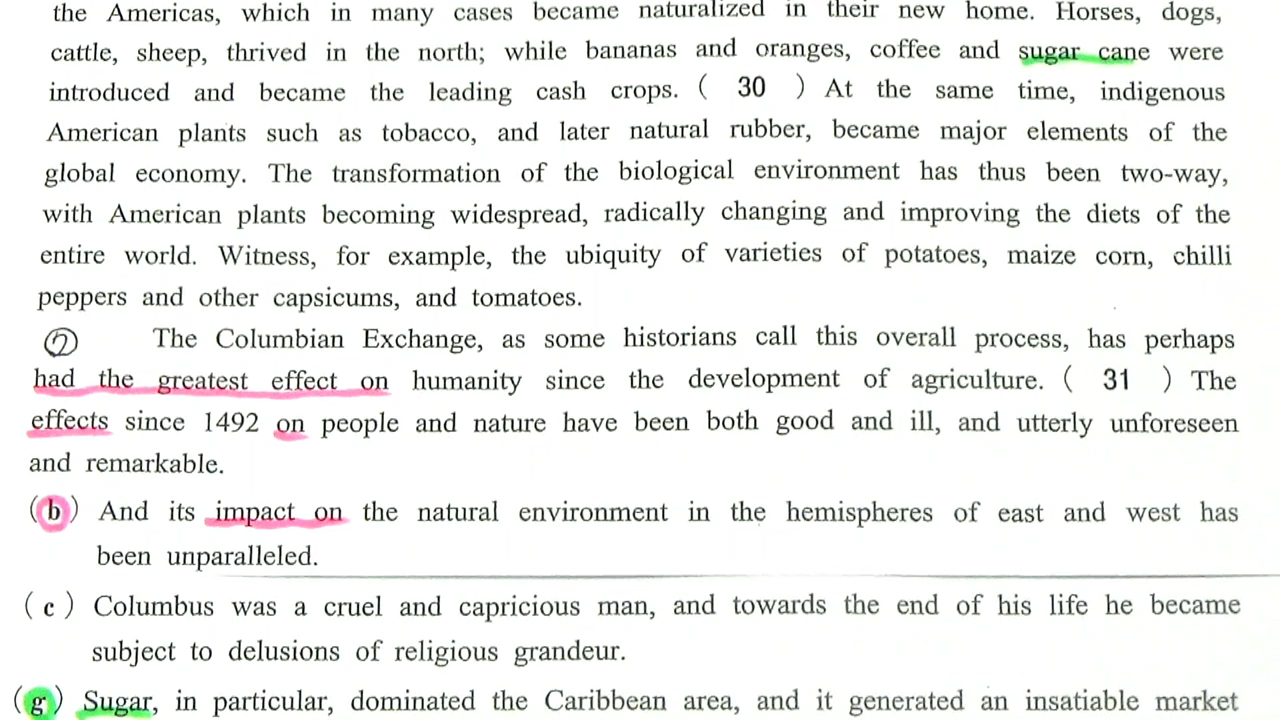 the Americas, which in many cases became naturalized in their new home. Horses, dogs,
cattle, sheep, thrived in the north; while bananas and oranges, coffee and sugar cane were
introduced and became the leading cash crops. ( 30 ) At the same time, indigenous
American plants such as tobacco, and later natural rubber, became major elements of the
global economy. The transformation of the biological environment has thus been two-way,
with American plants becoming widespread, radically changing and improving the diets of the
entire world. Witness, for example, the ubiquity of varieties of potatoes, maize corn, chilli
peppers and other capsicums, and tomatoes.
⑦ The Columbian Exchange, as some historians call this overall process, has perhaps
had the greatest effect on humanity since the development of agriculture. ( 31 ) The
effects since 1492 on people and nature have been both good and ill, and utterly unforeseen
and remarkable.
(b) And its impact on the natural environment in the hemispheres of east and west has
been unparalleled.
(c) Columbus was a cruel and capricious man, and towards the end of his life he became
subject to delusions of religious grandeur.
(g) Sugar, in particular, dominated the Caribbean area, and it generated an insatiable market